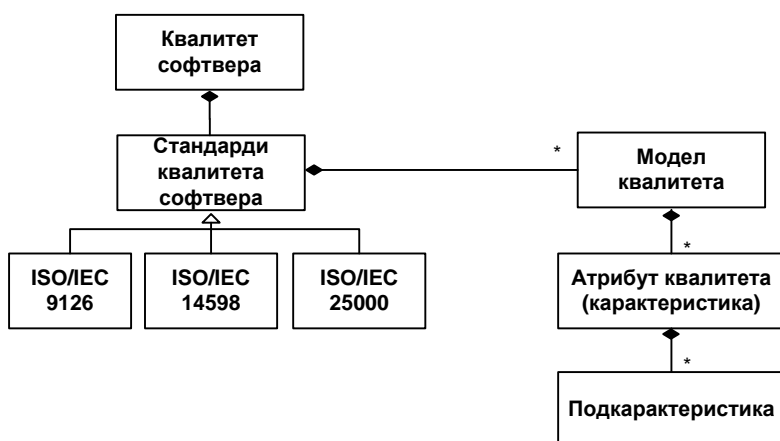 Квалитет
софтвера
Стандарди
квалитета
софтвера
*
Модел
квалитета
*
ISO/IEC
9126
ISO/IEC
14598
ISO/IEC
25000
Атрибут квалитета
(карактеристика)
*
Подкарактеристика